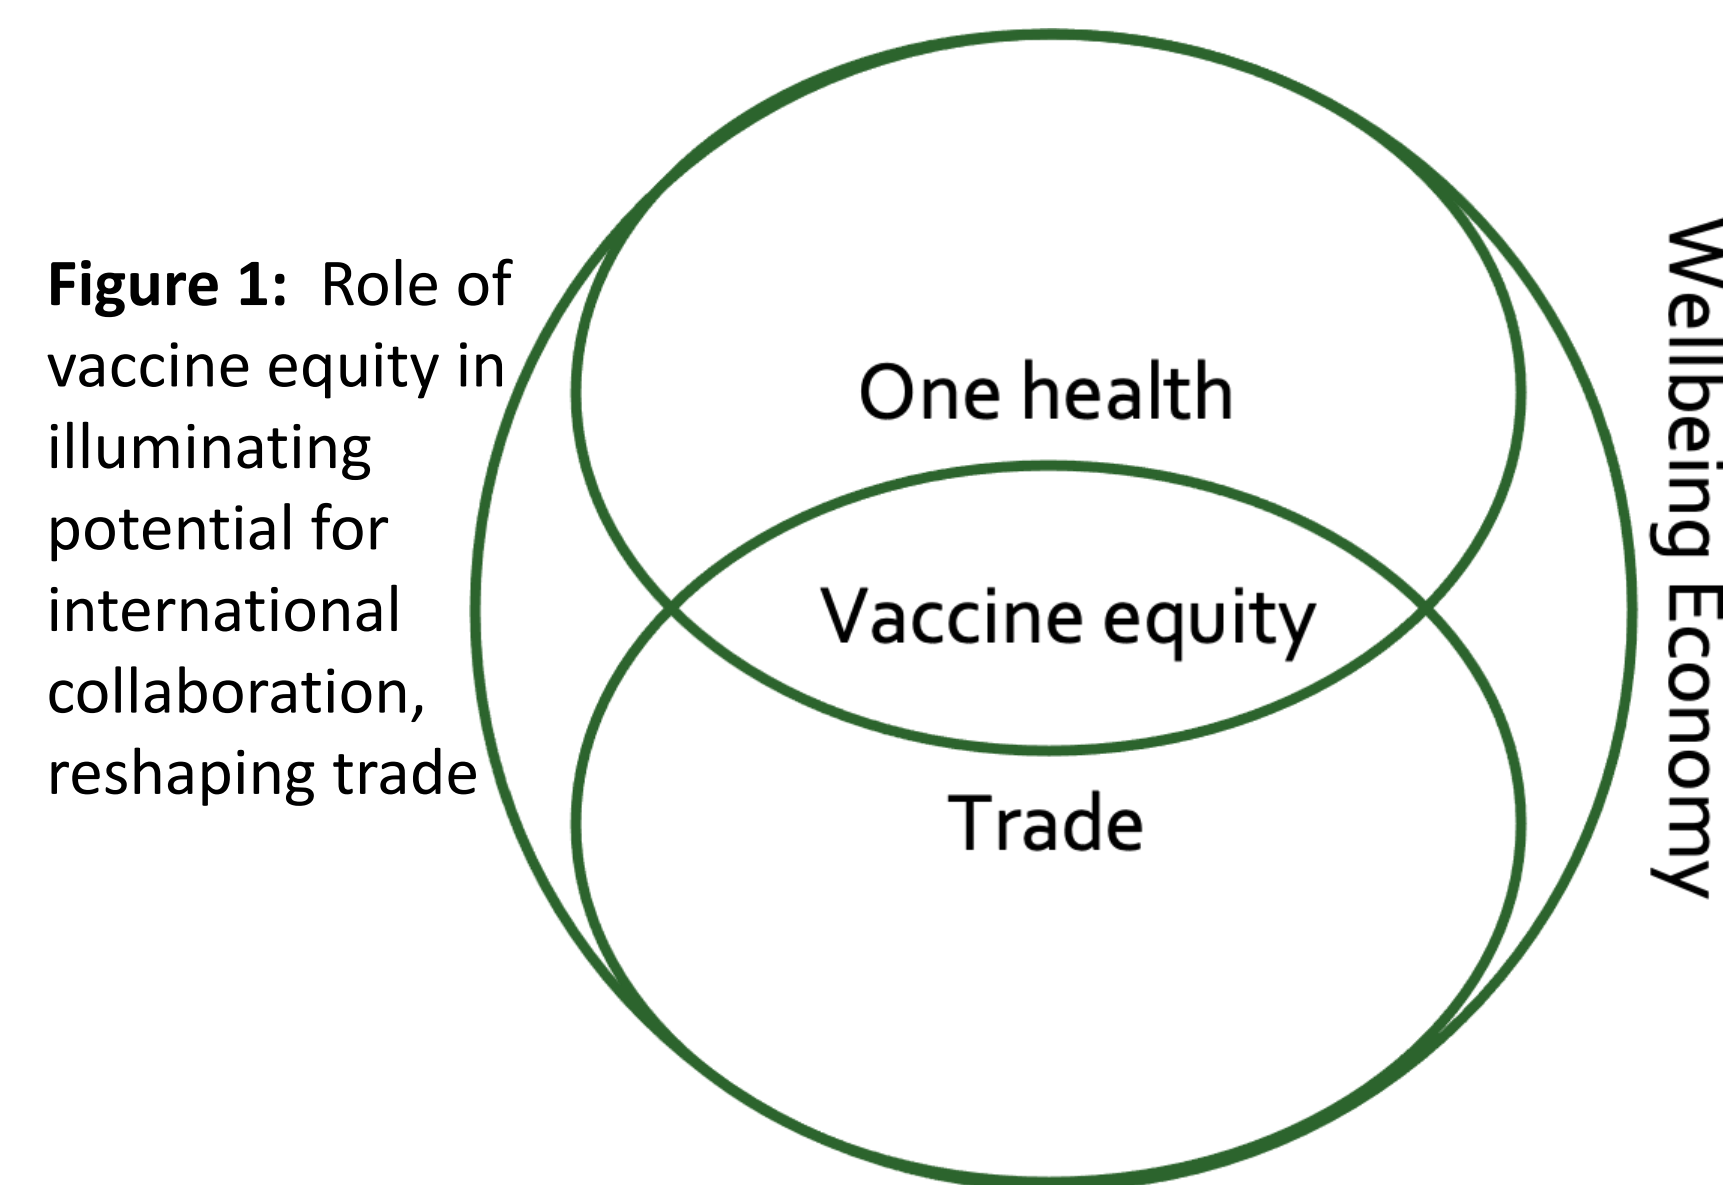 Figure 1: Role of
vaccine equity in
illuminating
potential for
international
collaboration,
reshaping trade
One health
Vaccine equity
Trade
Wellbeing Economy